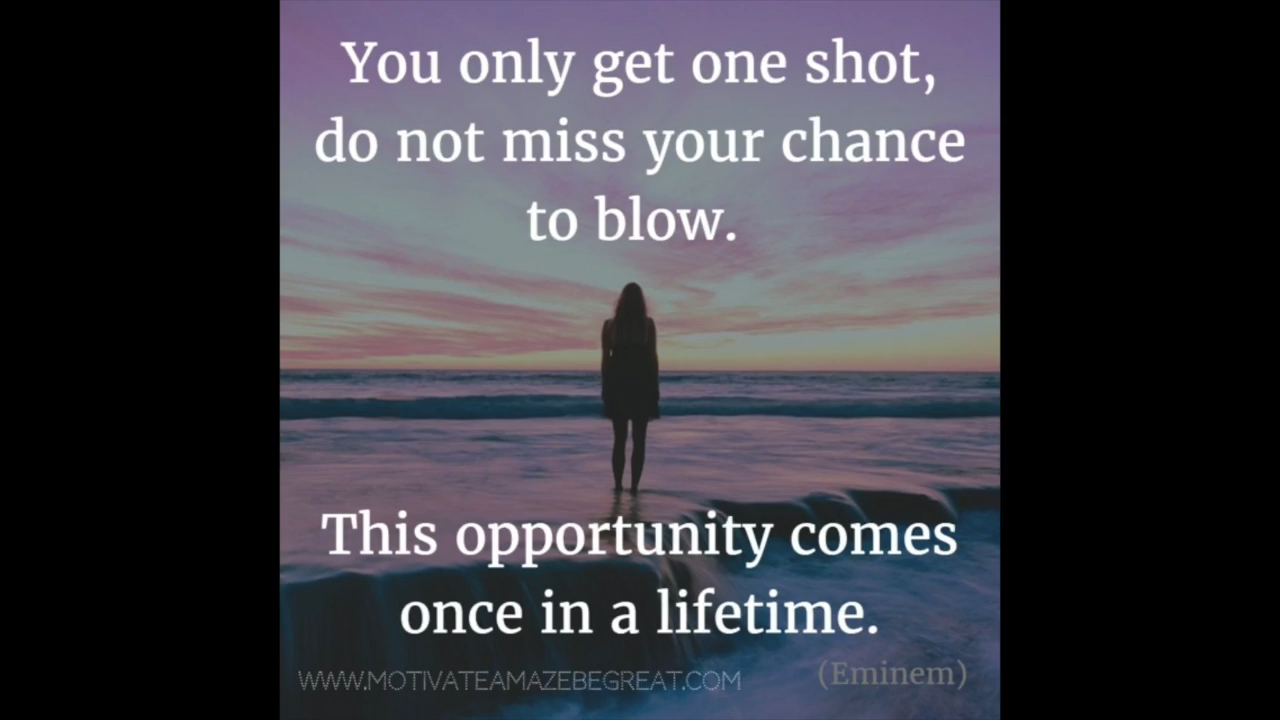 You only get one shot,
do not miss your chance
to blow.
This opportunity comes
once in a lifetime.
(Eminem)
WWW.MOTIVATEAMAZEBEGREAT.COM